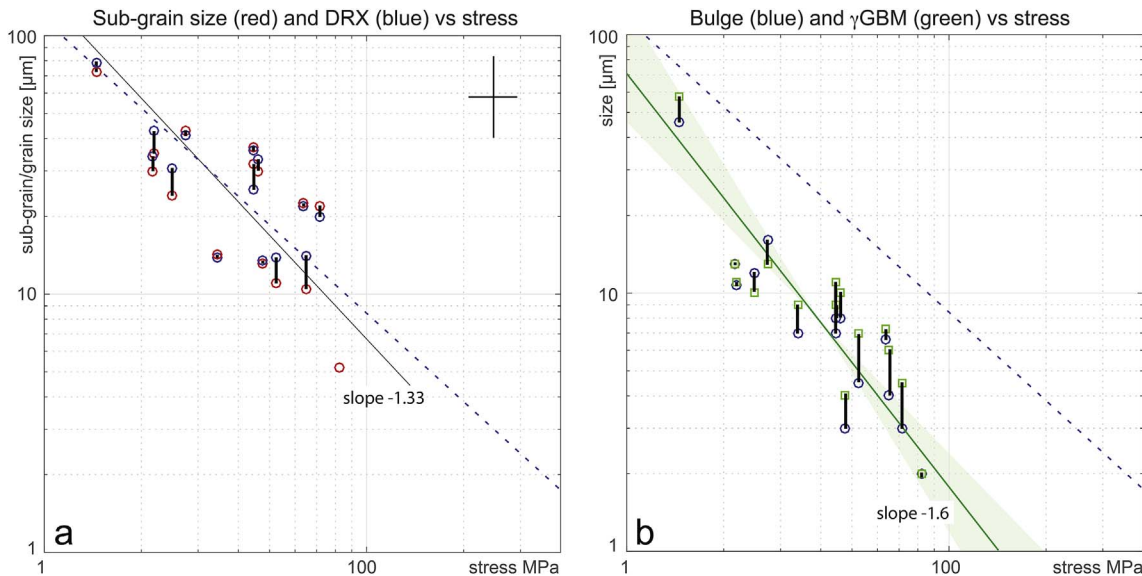 Sub-grain size (red) and DRX (blue) vs stress
100
sub-grain/grain size [µm]
10
slope -1.33
a
1
1
stress MPa
100
Bulge (blue) and γGBM (green) vs stress
100
size [µm]
10
slope -1.6
b
1
1
stress MPa
100